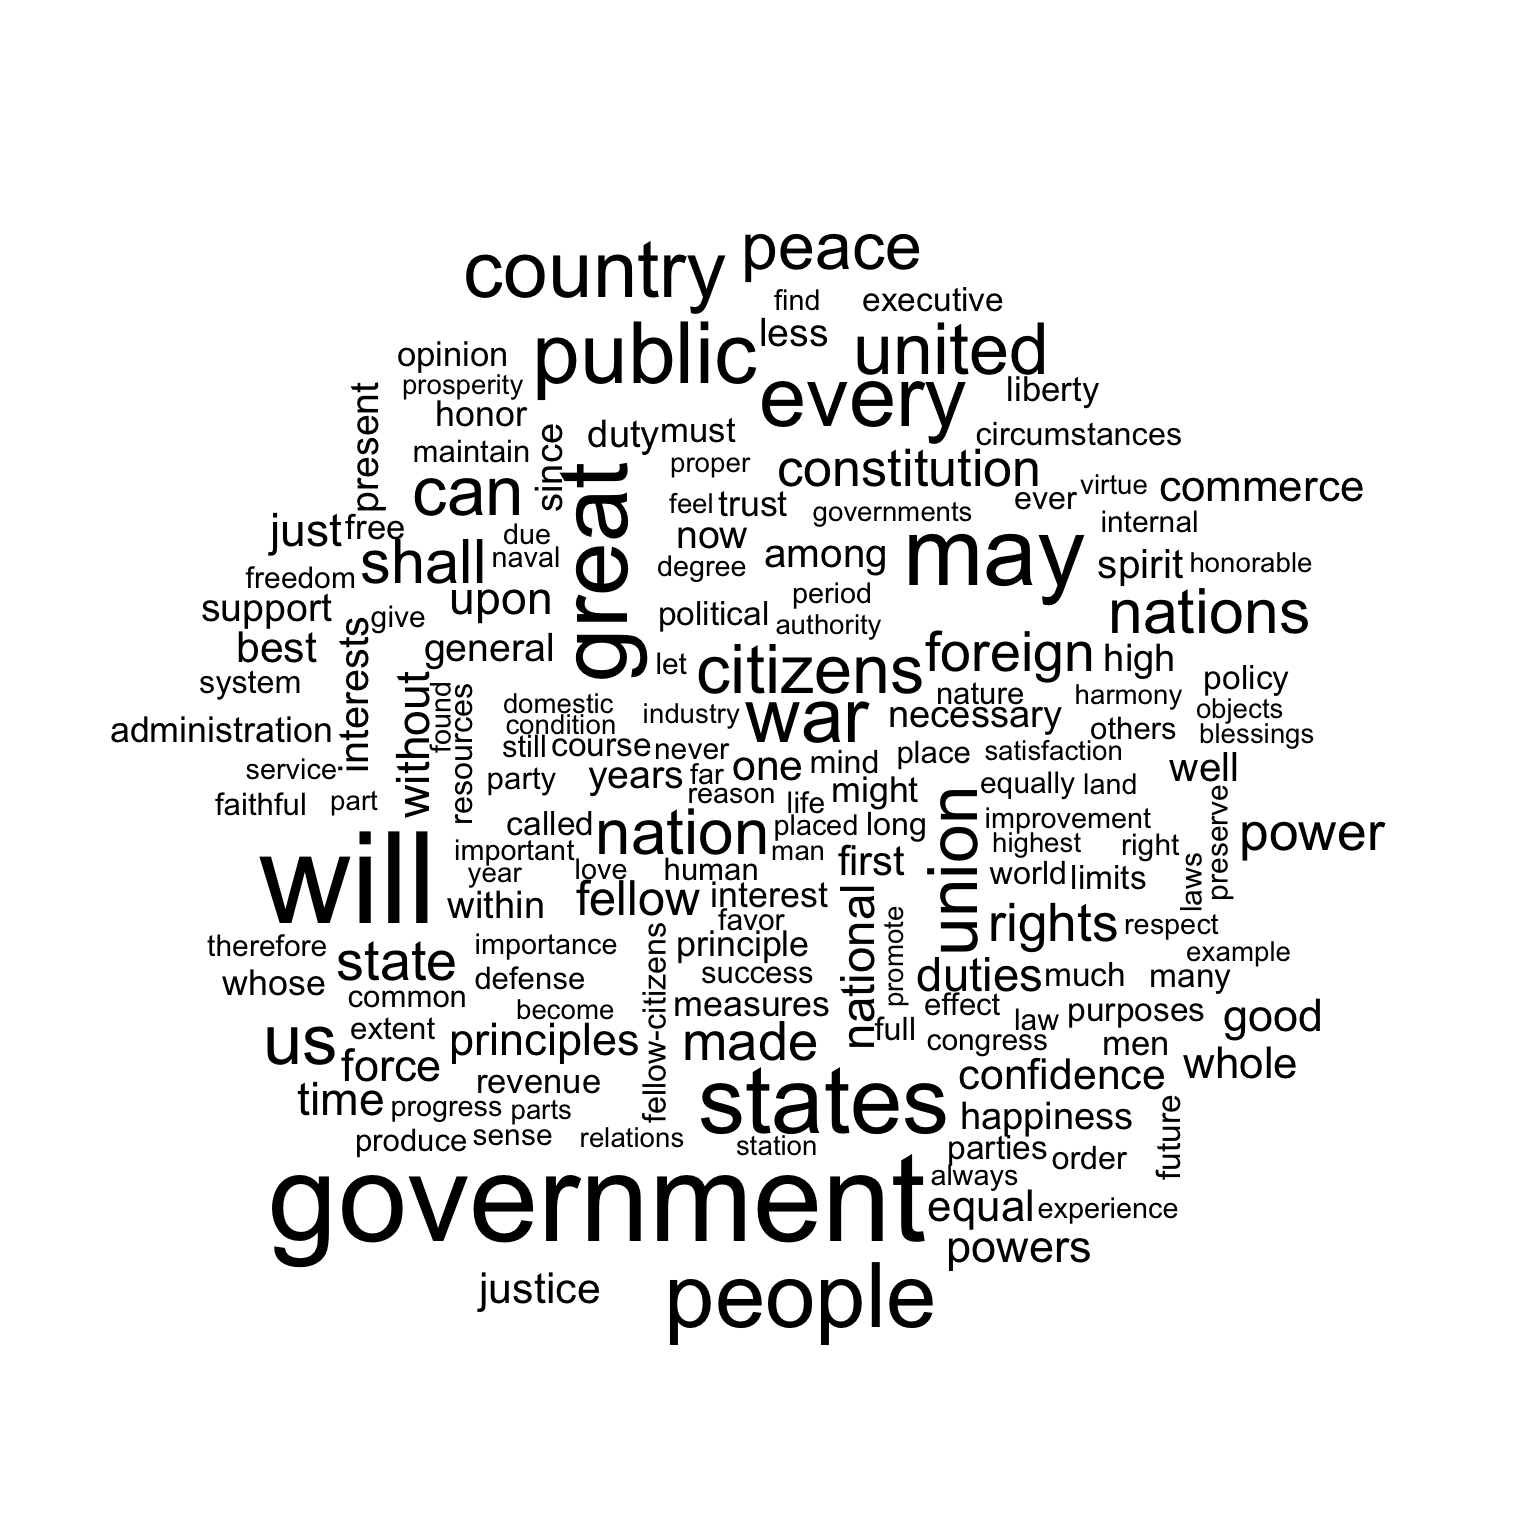 country peace
find executive
public less united
opinion
prosperity every liberty
present honor
maintain since duty must circumstances
proper constitution
can great feel trust governments ever virtue commerce
just free due now internal
shall naval among may spirit honorable
freedom degree
support give upon political period nations
authority
best interests general let citizens foreign high
system nature harmony policy
administration without found resources domestic industry war necessary others objects
condition blessings
still course never one mind place satisfaction well
service party years far equally land
faithful part reason life might union
called nation placed long improvement preserve power
will important man first highest right
year love human world limits laws
within fellow interest
favor national promote rights respect
therefore state importance fellow-citizens principle example
whose defense success duties much many
common become measures effect purposes good
us extent principles made full law
force congress men whole
revenue confidence
time progress parts states happiness future
produce sense relations station parties order
government always
equal experience
powers
justice people